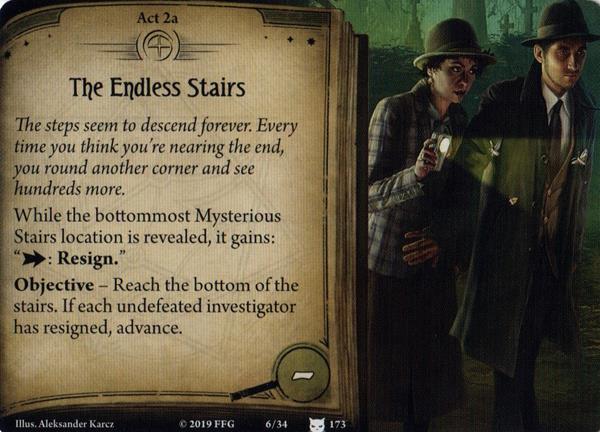 Act 2a
The Endless Stairs
The steps seem to descend forever. Every
time you think you're nearing the end,
you round another corner and see
hundreds more.
While the bottommost Mysterious
Stairs location is revealed, it gains:
“: Resign.”
Objective – Reach the bottom of the
stairs. If each undefeated investigator
has resigned, advance.
–
Illus. Aleksander Karcz © 2019 FFG 6/34 173